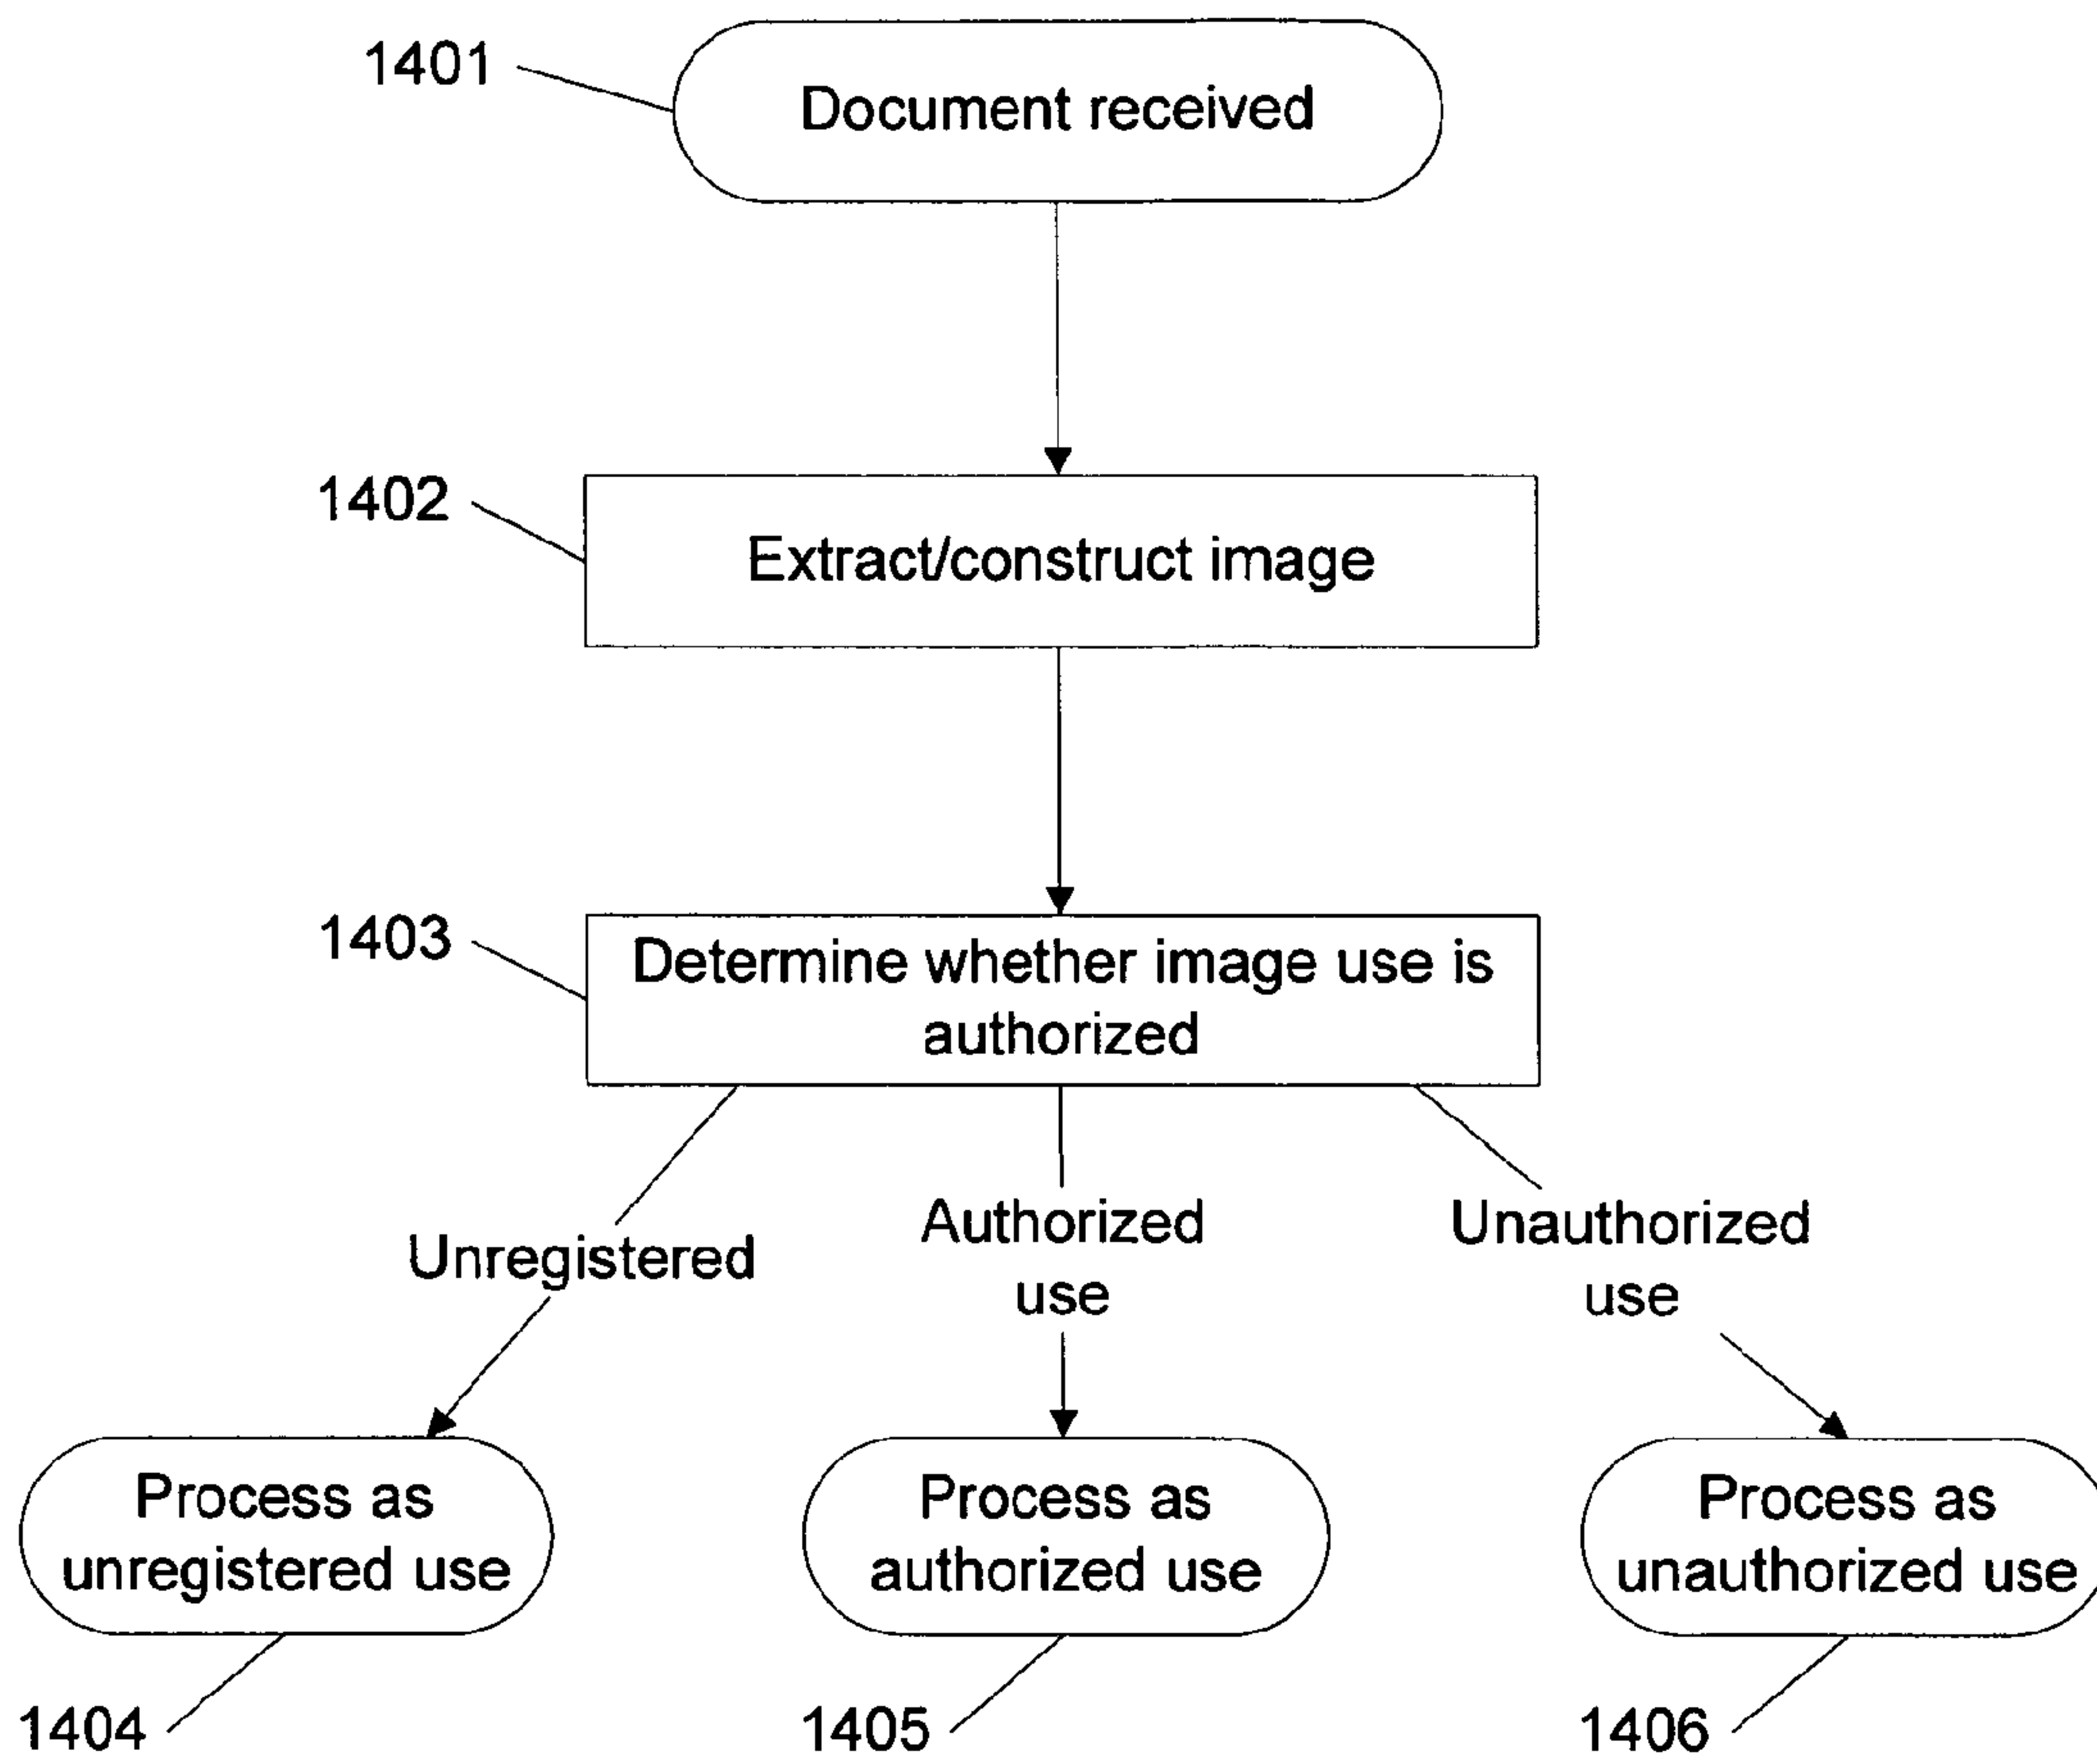 1401
Document received
1402
Extract/construct image
1403
Determine whether image use is
authorized
Unregistered
Authorized
use
Unauthorized
use
Process as
unregistered use
Process as
authorized use
Process as
unauthorized use
1404
1405
1406